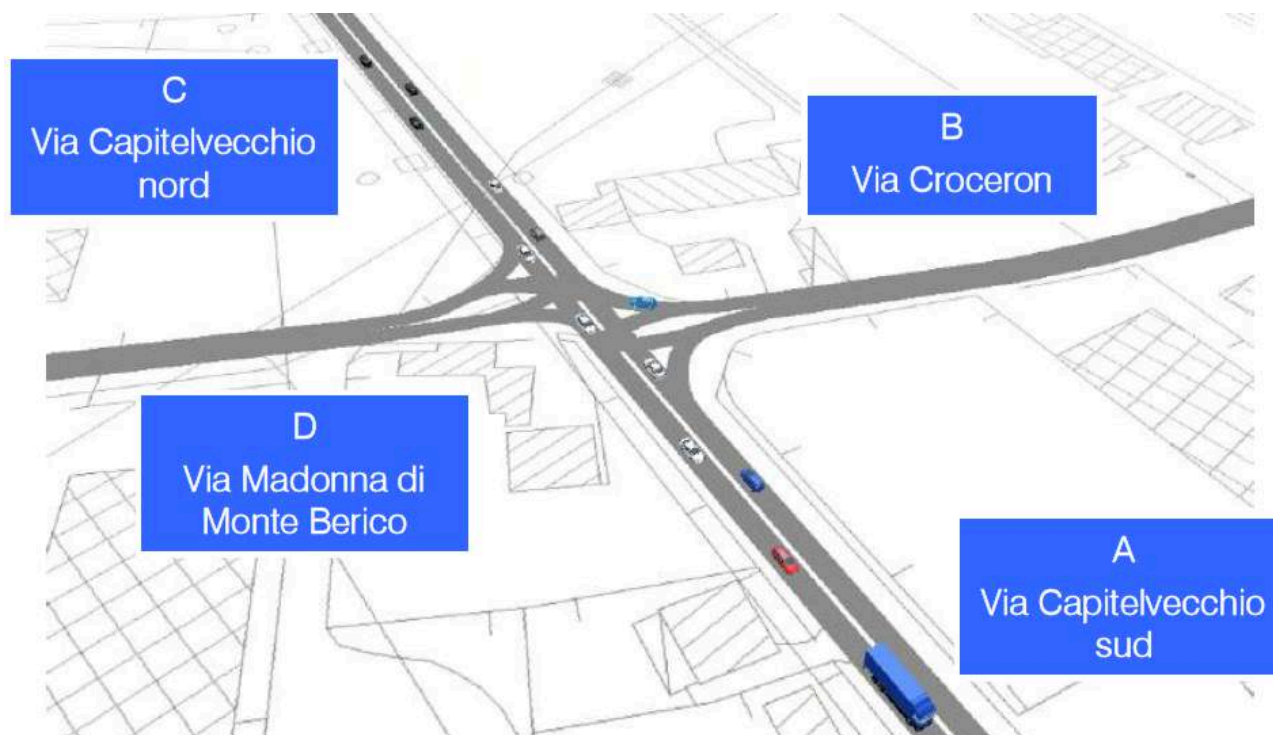 C
Via Capitelvecchio
nord
B
Via Croceron
D
Via Madonna di
Monte Berico
A
Via Capitelvecchio
sud